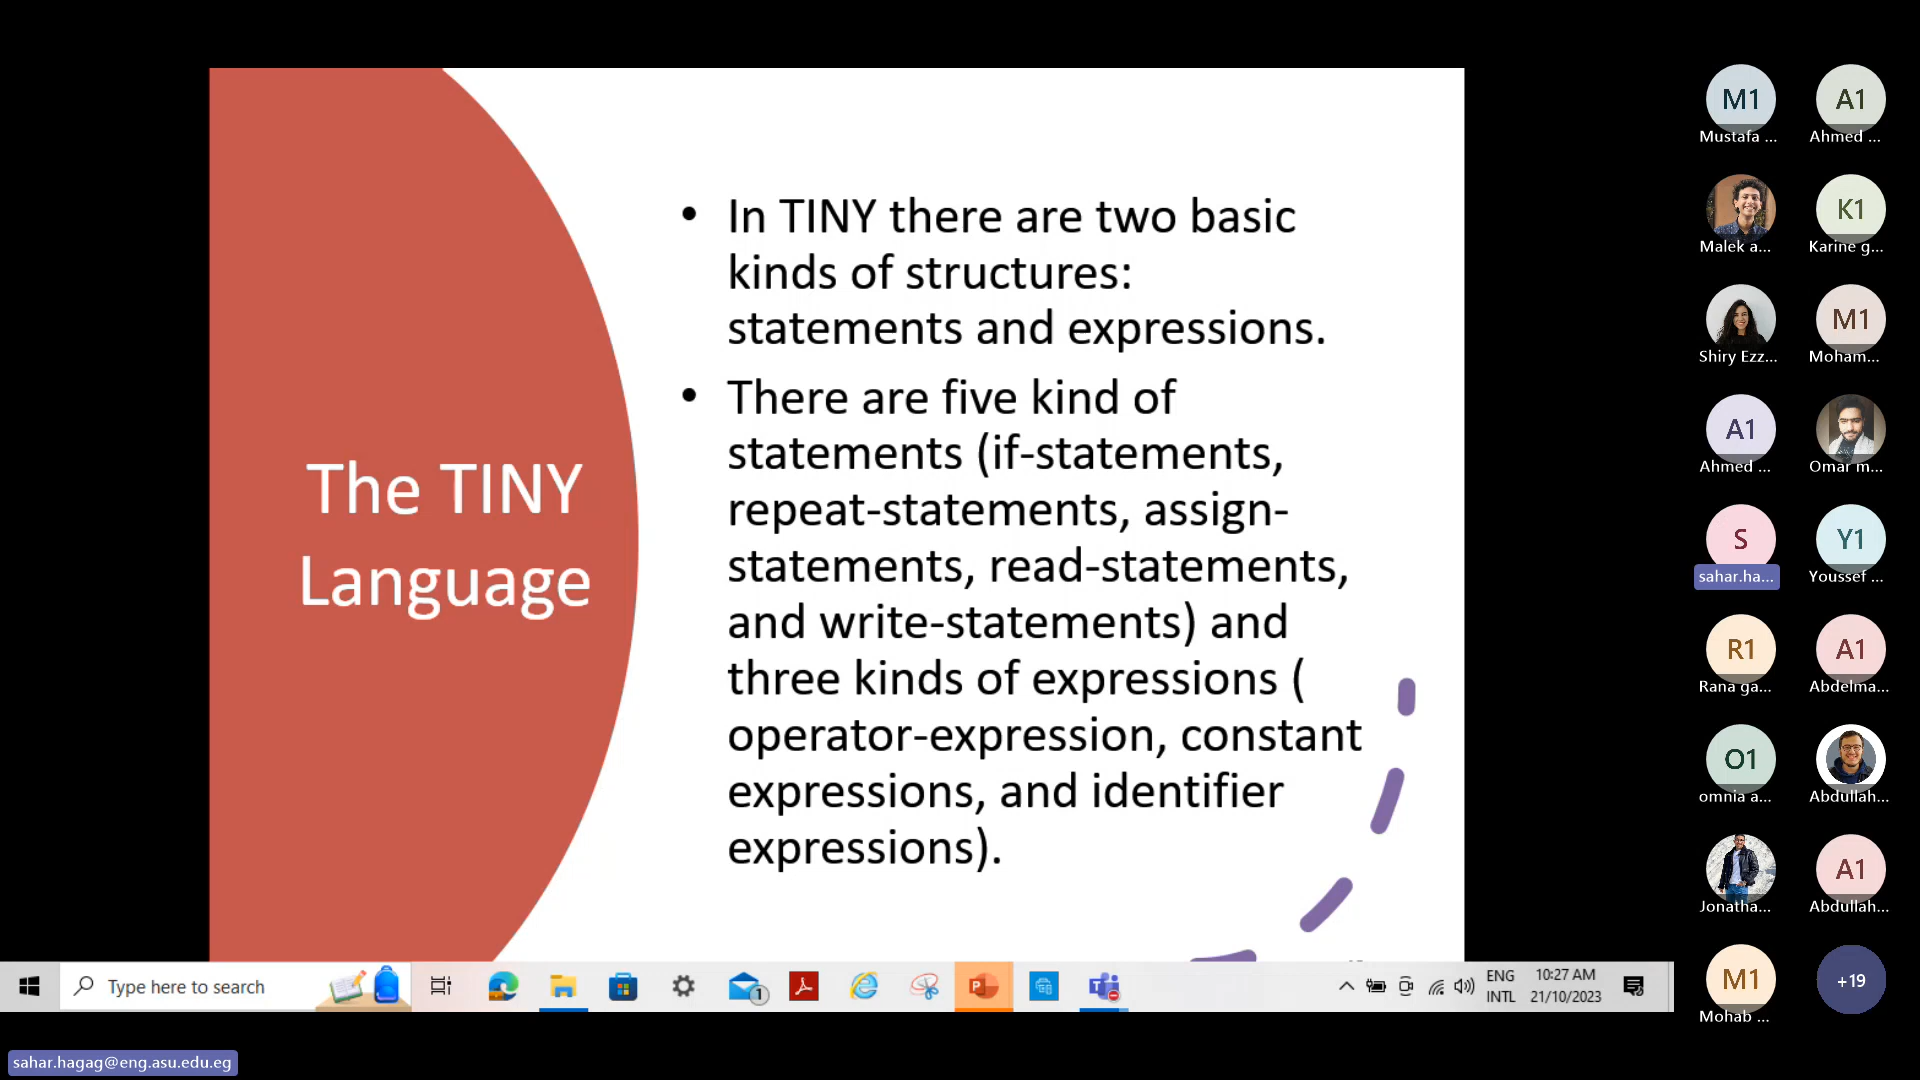 The TINY
Language
• In TINY there are two basic
kinds of structures:
statements and expressions.
• There are five kind of
statements (if-statements,
repeat-statements, assign-
statements, read-statements,
and write-statements) and
three kinds of expressions (
operator-expression, constant
expressions, and identifier
expressions).
M1
Mustafa ...
A1
Ahmed ...
Malek a...
K1
Karine g...
Shiry Ezz...
M1
Moham...
A1
Ahmed ...
Omar m...
S
sahar.ha...
Y1
Youssef ...
R1
Rana ga...
A1
Abdelma...
O1
omnia a...
Abdullah...
Jonatha...
A1
Abdullah...
M1
Mohab ...
+19
Type here to search
1
ENG
INTL
10:27 AM
21/10/2023
sahar.hagag@eng.asu.edu.eg